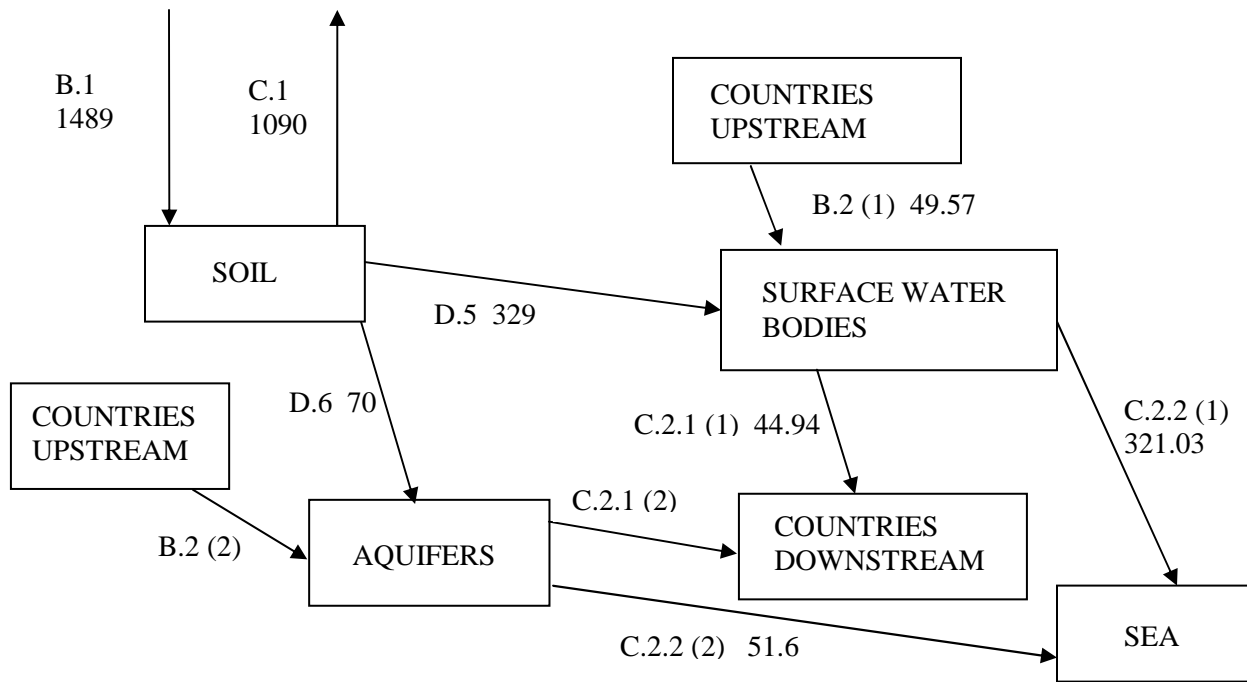 B.1
1489
C.1
1090
COUNTRIES
UPSTREAM
B.2 (1) 49.57
SOIL
SURFACE WATER
BODIES
D.5 329
D.6 70
COUNTRIES
UPSTREAM
C.2.1 (1) 44.94
C.2.2 (1)
321.03
C.2.1 (2)
B.2 (2)
AQUIFERS
COUNTRIES
DOWNSTREAM
C.2.2 (2) 51.6
SEA